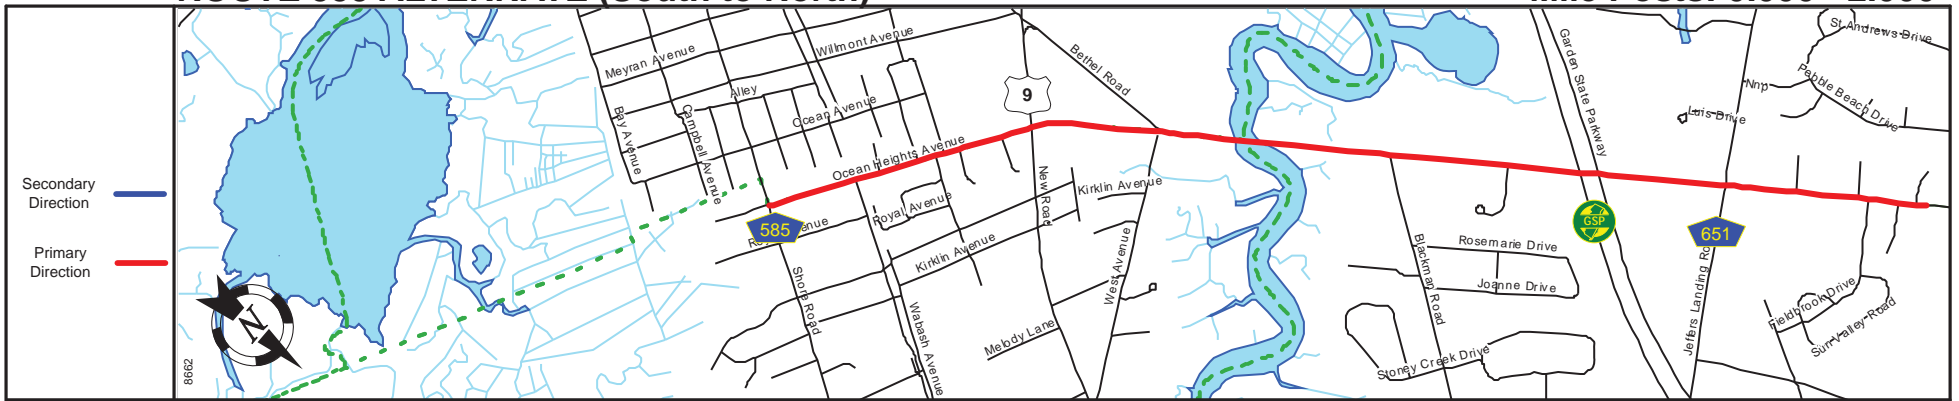 Secondary
Direction
Primary
Direction
8662
N
Meyran Avenue
Willmont Avenue
Bay Avenue
Campbell Avenue
Alley
Ocean Avenue
Ocean Heights Avenue
9
Bethel Road
Garden State Parkway
St Andrews Drive
Nnp
Pebble Beach Drive
Luis Drive
585
Royal Avenue
Kirklin Avenue
New Road
Kirklin Avenue
Shore Road
Wabash Avenue
Melody Lane
West Avenue
Blackman Road
Rosemarie Drive
Joanne Drive
Stoney Creek Drive
GSP
651
Jeffers Landing Ro
Fieldbrook Drive
Sun Valley Road